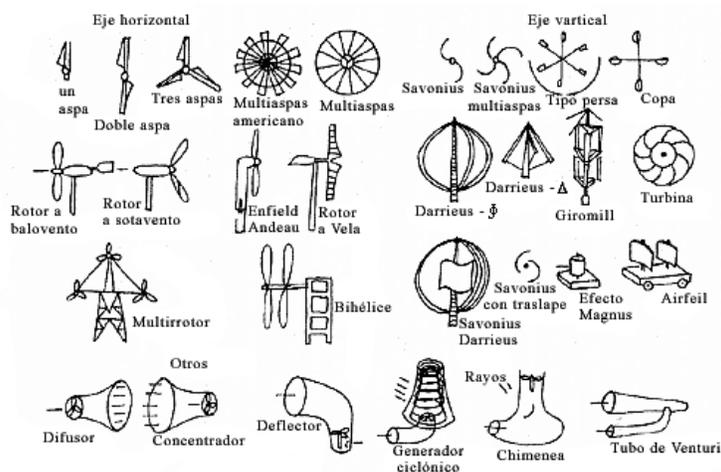 Eje horizontal
Eje vartical
un
aspa
Doble aspa
Tres aspas
Multiaspas
americano
Multiaspas
Savonius
Savonius
multiaspas
Tipo persa
Copa
Rotor a
balovento
Rotor
a sotavento
Enfield
Andeau
Rotor
a Vela
Darrieus - ϕ
Darrieus - Δ
Giromill
Turbina
Multirrotor
Bihélice
Savonius
Darrieus
Savonius
con traslape
Efecto
Magnus
Airfeil
Otros
Difusor
Concentrador
Deflector
Generador
ciclónico
Rayos
Chimenea
Tubo de Venturi